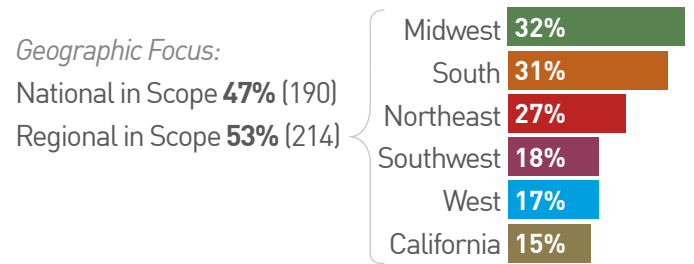 Geographic Focus:
National in Scope 47% (190)
Regional in Scope 53% (214)
Midwest 32%
South 31%
Northeast 27%
Southwest 18%
West 17%
California 15%